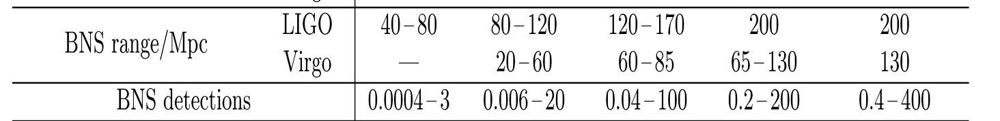 LIGO 40–80 80–120 120–170 200 200
BNS range/Mpc
Virgo — 20–60 60–85 65–130 130
BNS detections 0.0004–3 0.006–20 0.04–100 0.2–200 0.4–400